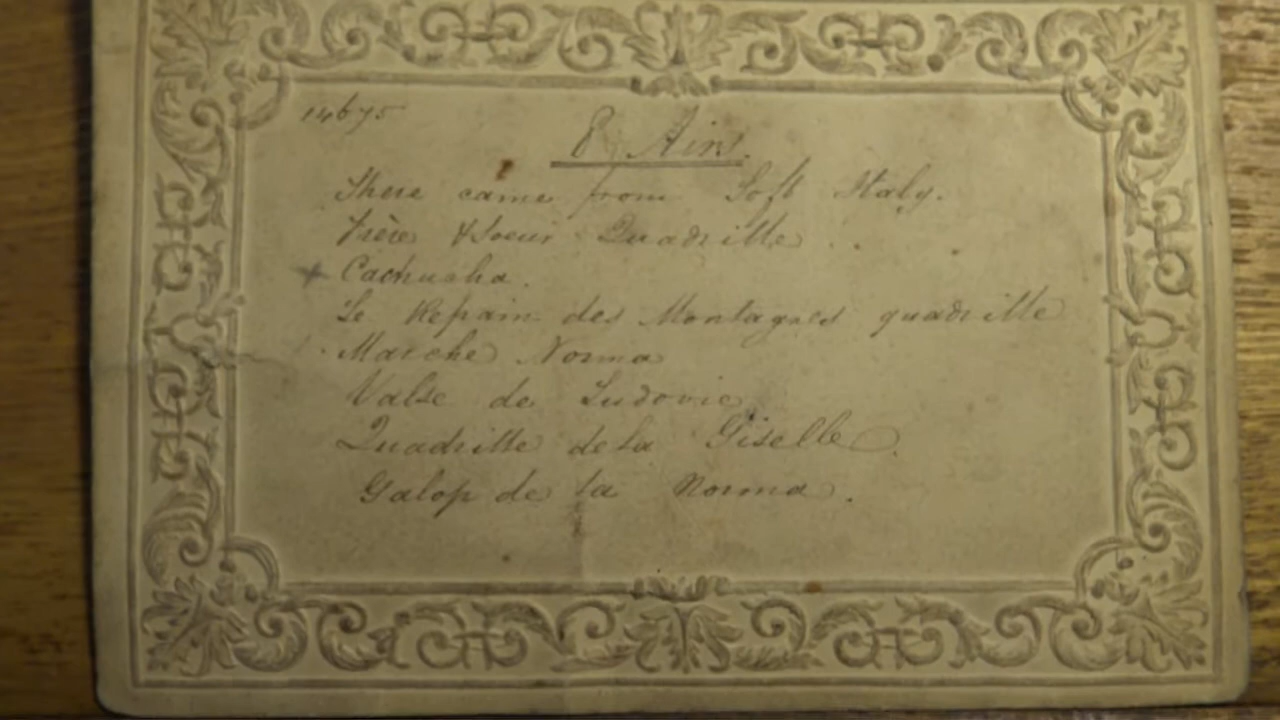 14675
8 Airs.
There came from Soft Italy.
Frère & Soeur Quadrille
+ Cachucha.
Le Repain des Montagnes quadrille
Marche Norma
Valse de Ludovic
Quadrille de la Giselle.
Galop de la Norma.